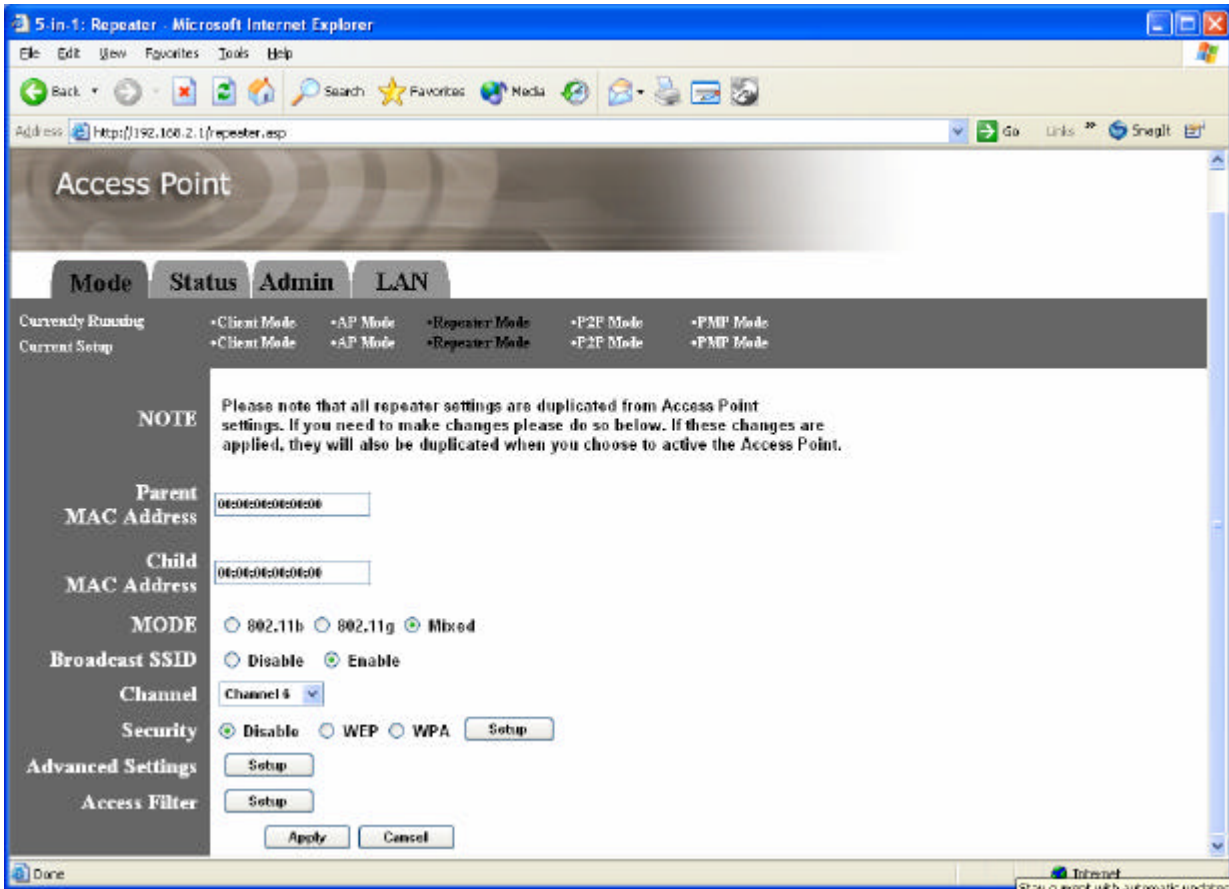 5-in-1: Repeater - Microsoft Internet Explorer
File Edit View Favorites Tools Help
Back Search Favorites Media
Address http://192.168.2.1/repeater.asp Go Links » SnagIt
Access Point
Mode Status Admin LAN
Currently Running •Client Mode •AP Mode •Repeater Mode •P2P Mode •PMP Mode
Current Setup •Client Mode •AP Mode •Repeater Mode •P2P Mode •PMP Mode
NOTE
Please note that all repeater settings are duplicated from Access Point
settings. If you need to make changes please do so below. If these changes are
applied, they will also be duplicated when you choose to active the Access Point.
Parent
MAC Address 00:00:00:00:00:00
Child
MAC Address 00:00:00:00:00:00
MODE 802.11b 802.11g Mixed
Broadcast SSID Disable Enable
Channel Channel 6
Security Disable WEP WPA Setup
Advanced Settings Setup
Access Filter Setup
Apply Cancel
Done Internet
Stay current with automatic updates